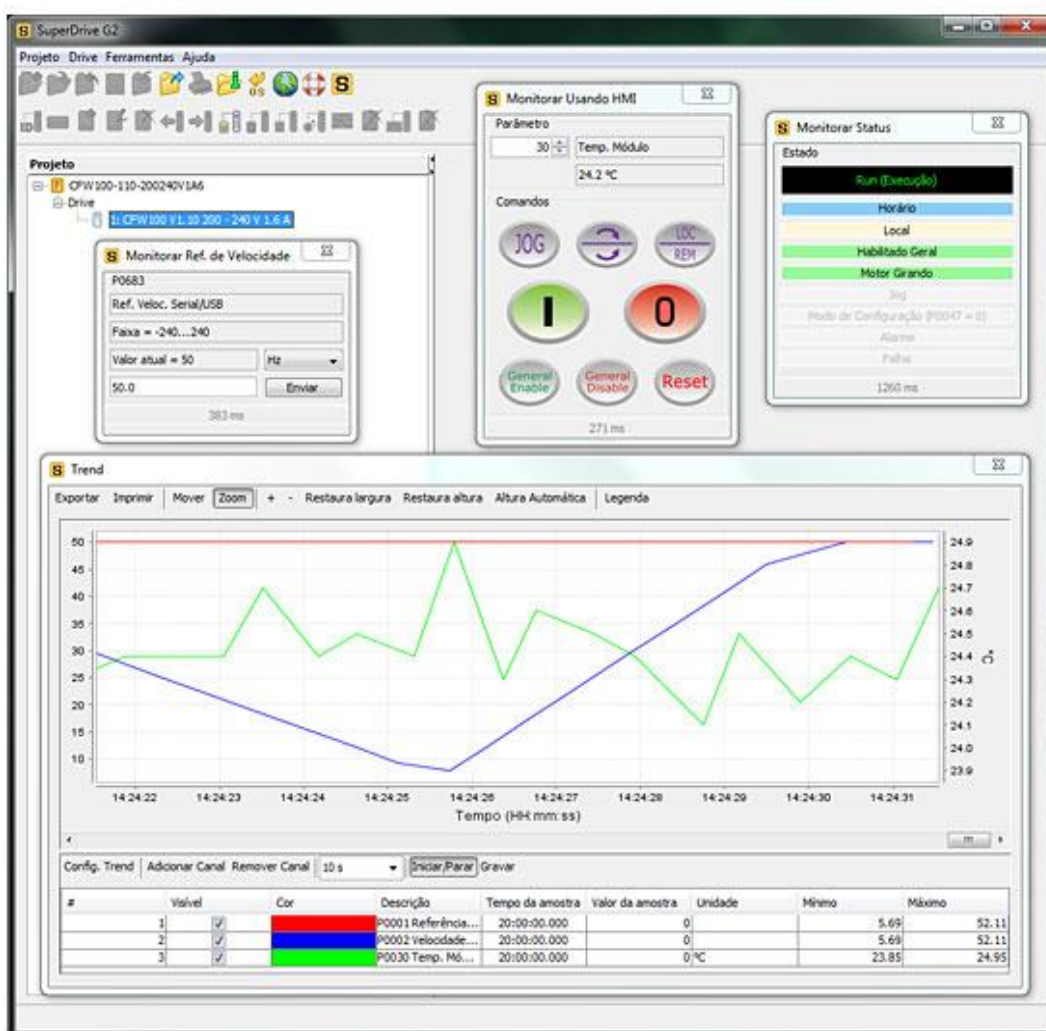 SuperDrive G2
Projeto Drive Ferramentas Ajuda
Projeto
CFW100-110-200240V1A6
Drive
1: CFW100 V1.10 200 - 240 V 1.6 A
Monitorar Ref. de Velocidade
P0683
Ref. Veloc. Serial/USB
Faixa = -240...240
Valor atual = 50 Hz
50.0 Enviar
383 ms
Monitorar Usando HMI
Parâmetro
30 Temp. Módulo
24.2 ºC
Comandos
JOG LOC REM
I 0
General Enable General Disable Reset
271 ms
Monitorar Status
Estado
Run (Execução)
Horário
Local
Habilitado Geral
Motor Girando
Jog
Modo de Configuração (P0047 = 0)
Alarme
Falha
1260 ms
Trend
Exportar Imprimir Mover Zoom + - Restaura largura Restaura altura Altura Automática Legenda
50
45
40
35
30
25
20
15
10
24.9
24.8
24.7
24.6
24.5
24.4
24.3
24.2
24.1
24.0
23.9
ºC
14:24:22 14:24:23 14:24:24 14:24:25 14:24:26 14:24:27 14:24:28 14:24:29 14:24:30 14:24:31
Tempo (HH:mm:ss)
Config. Trend Adicionar Canal Remover Canal 10 s Iniciar/Parar Gravar
# Visível Cor Descrição Tempo da amostra Valor da amostra Unidade Mínimo Máximo
1 P0001 Referência... 20:00:00.000 0 5.69 52.11
2 P0002 Velocidade... 20:00:00.000 0 5.69 52.11
3 P0030 Temp. Mó... 20:00:00.000 0 ºC 23.85 24.95